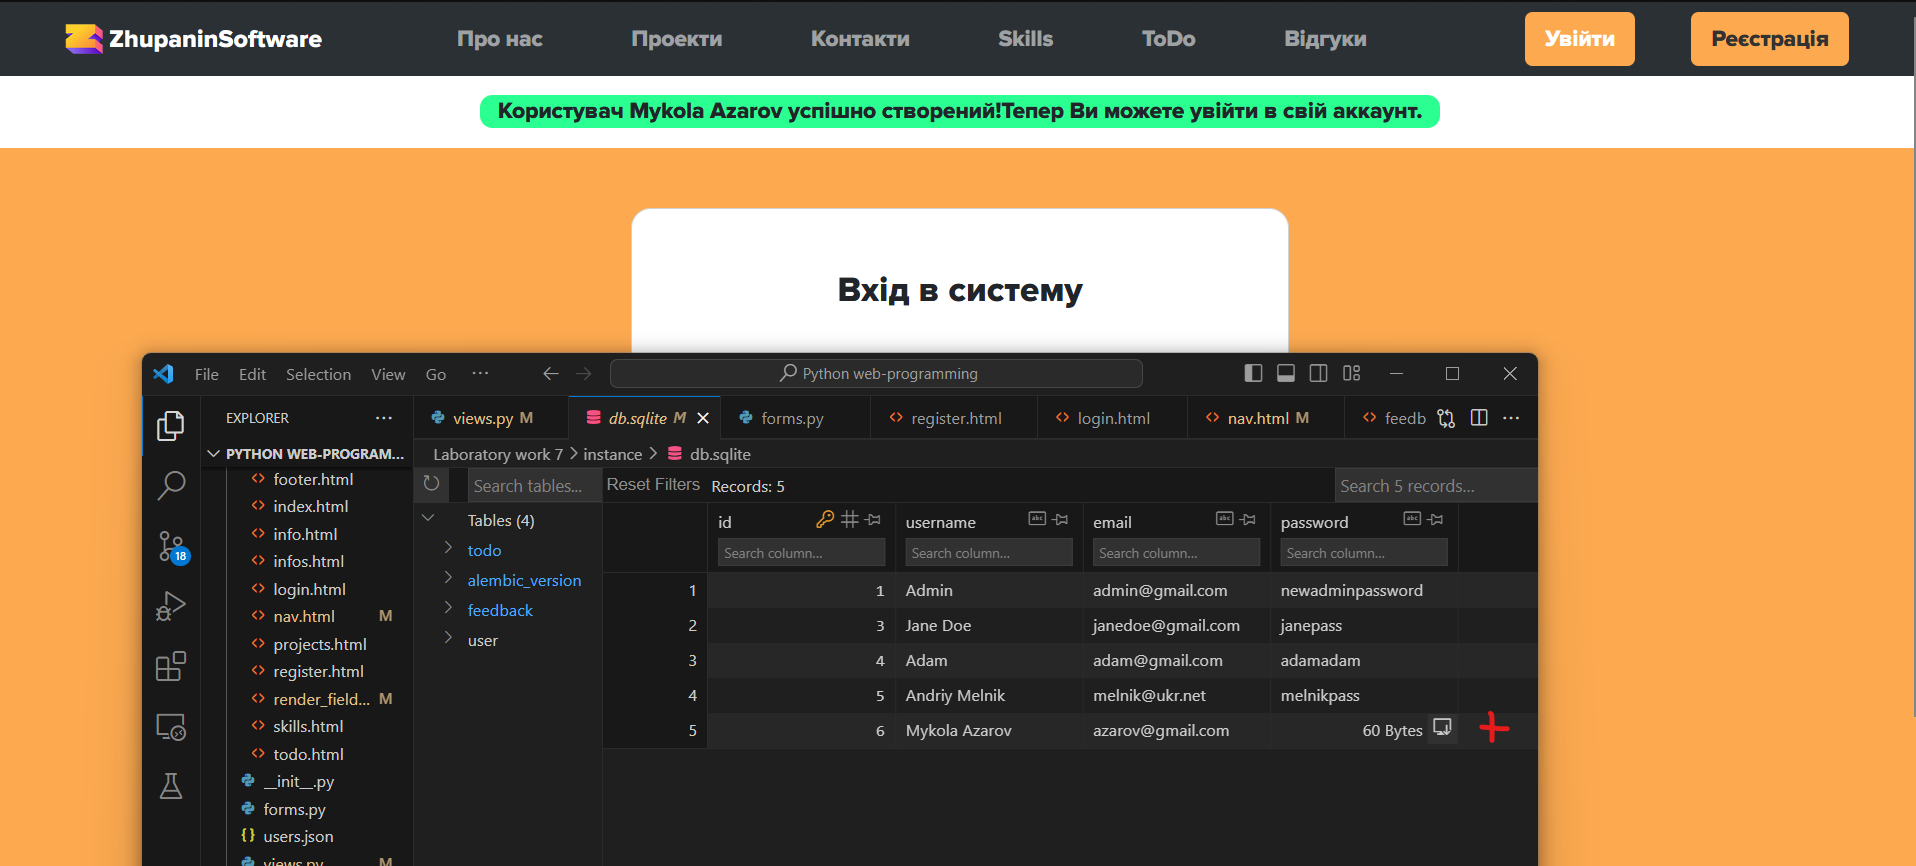 ZhupaninSoftware Про нас Проекти Контакти Skills ToDo Відгуки Увійти Реєстрація
Користувач Mykola Azarov успішно створений!Тепер Ви можете увійти в свій аккаунт.
Вхід в систему
File Edit Selection View Go ··· Python web-programming
EXPLORER ···
views.py M db.sqlite M forms.py register.html login.html nav.html M feedb ···
PYTHON WEB-PROGRAM...
Laboratory work 7 > instance > db.sqlite
footer.html
index.html
info.html
infos.html
login.html
nav.html M
projects.html
register.html
render_field... M
skills.html
todo.html
__init__.py
forms.py
{} users.json
views.py M
18
Search tables... Reset Filters Records: 5 Search 5 records...
Tables (4)
todo
alembic_version
feedback
user
id username email password
Search column... Search column... Search column... Search column...
1 1 Admin admin@gmail.com newadminpassword
2 3 Jane Doe janedoe@gmail.com janepass
3 4 Adam adam@gmail.com adamadam
4 5 Andriy Melnik melnik@ukr.net melnikpass
5 6 Mykola Azarov azarov@gmail.com 60 Bytes